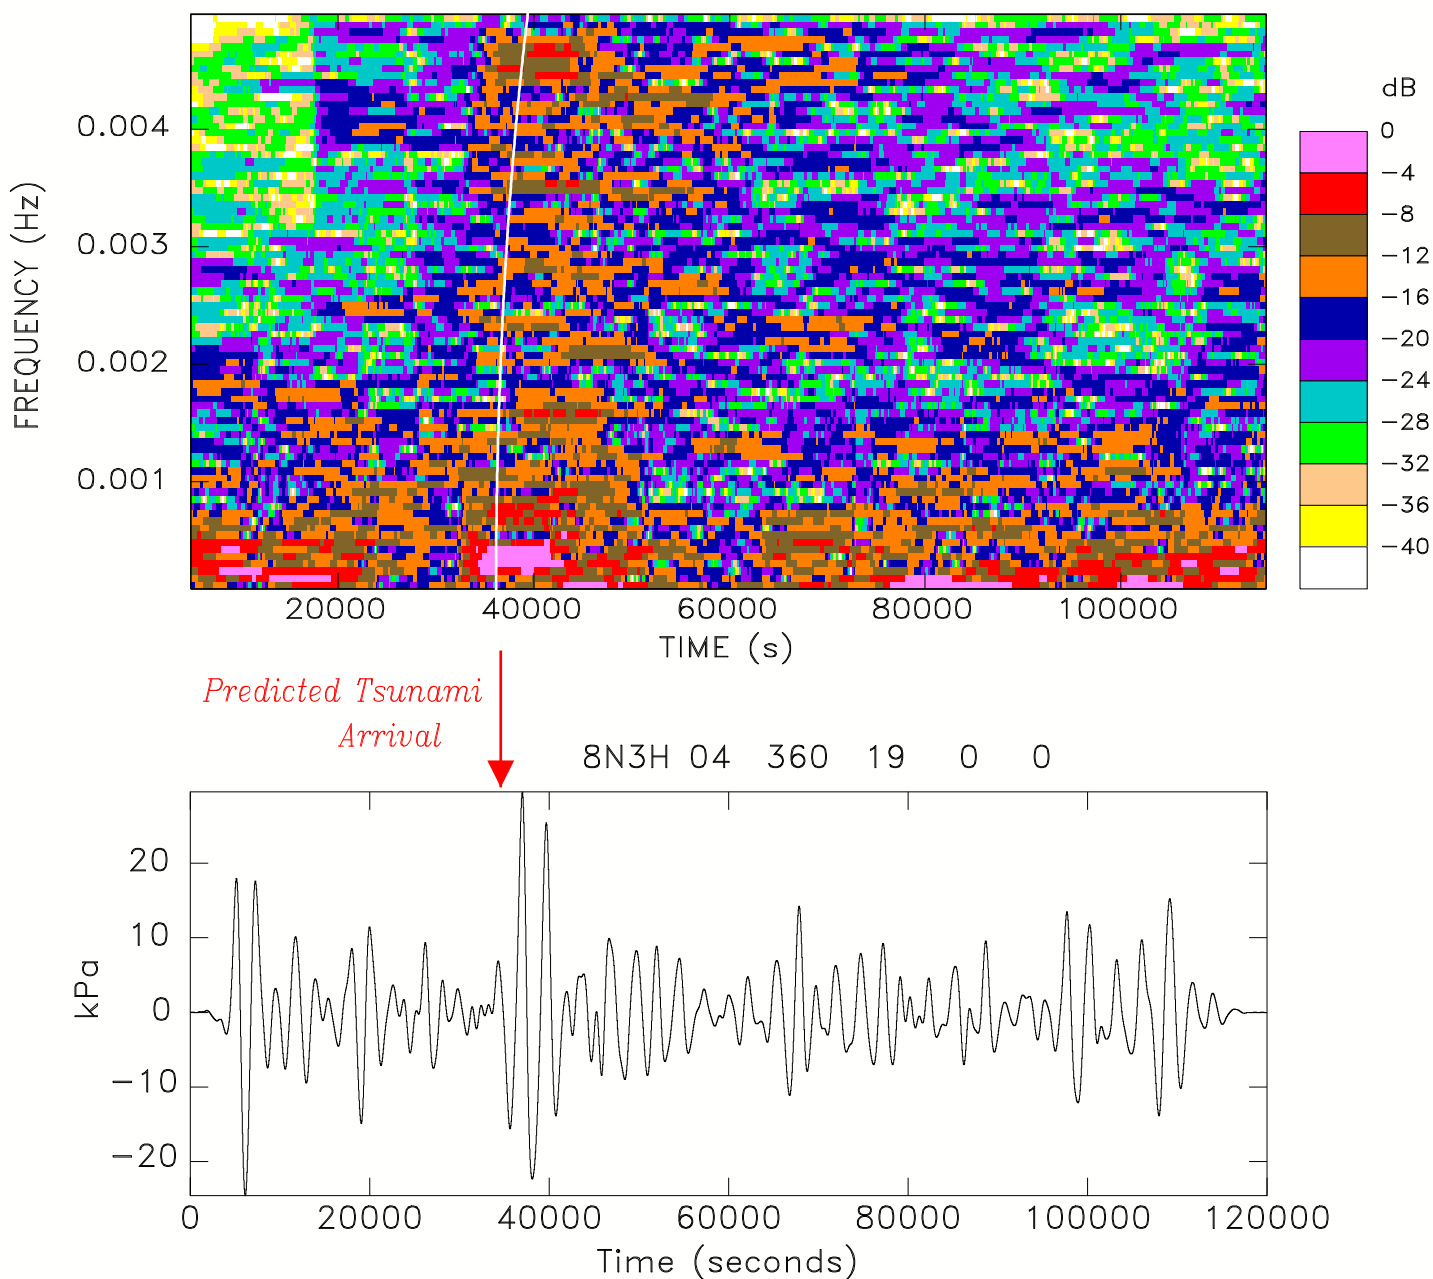 dB
0
−4
−8
−12
−16
−20
−24
−28
−32
−36
−40
FREQUENCY (Hz)
0.004
0.003
0.002
0.001
20000 40000 60000 80000 100000
TIME (s)
Predicted Tsunami
Arrival
8N3H 04 360 19 0 0
kPa
20
10
0
−10
−20
0 20000 40000 60000 80000 100000 120000
Time (seconds)